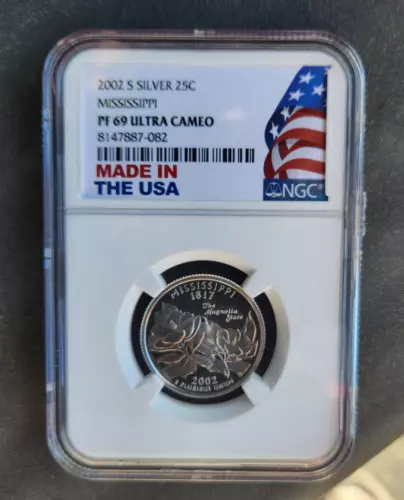 2002 S SILVER 25C
MISSISSIPPI
PF 69 ULTRA CAMEO
8147887-082
MADE IN
THE USA
NGC
MISSISSIPPI
1817
The Magnolia
State
2002
E PLURIBUS UNUM